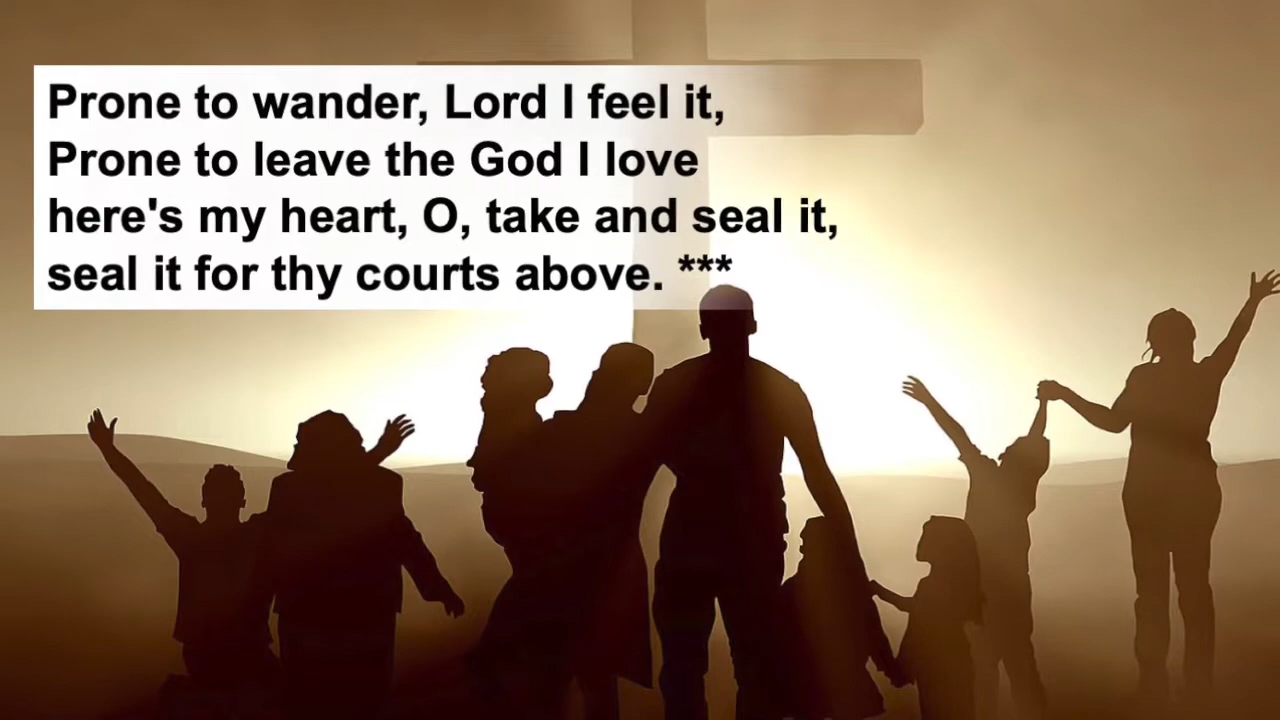 Prone to wander, Lord I feel it,
Prone to leave the God I love
here's my heart, O, take and seal it,
seal it for thy courts above. ***